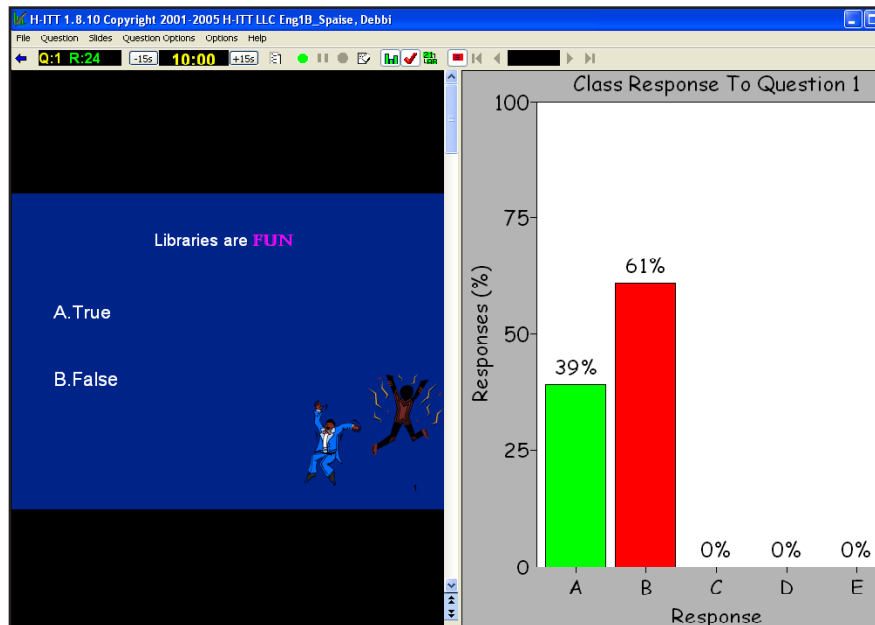 H-ITT 1.8.10 Copyright 2001-2005 H-ITT LLC Eng1B_Spaise, Debbi
File Question Slides Question Options Options Help
Q:1 R:24 -15s 10:00 +15s
Class Response To Question 1
Libraries are FUN
A.True
B.False
1
Responses (%)
100
75
50
25
0
39%
61%
0%
0%
0%
A B C D E
Response